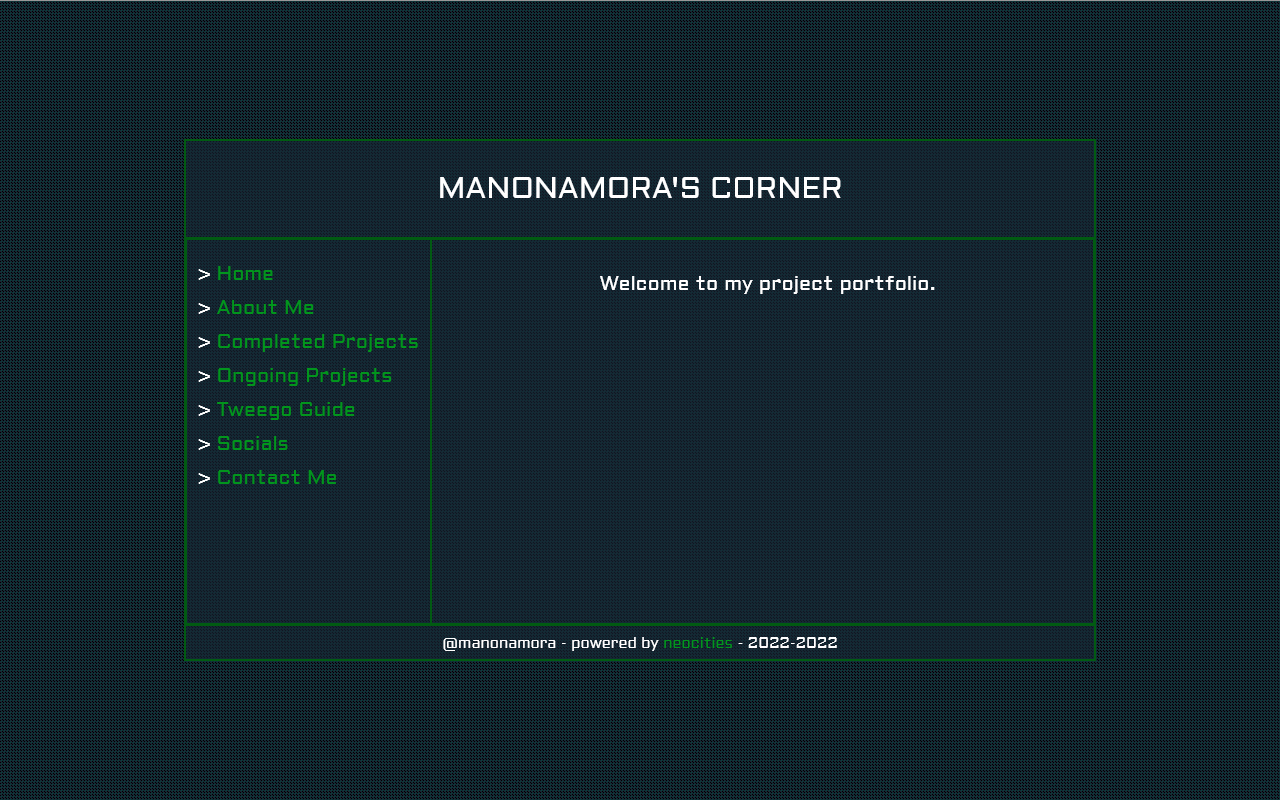 MANONAMORA'S CORNER
> Home
> About Me
> Completed Projects
> Ongoing Projects
> Tweego Guide
> Socials
> Contact Me
Welcome to my project portfolio.
@manonamora - powered by neocities - 2022-2022